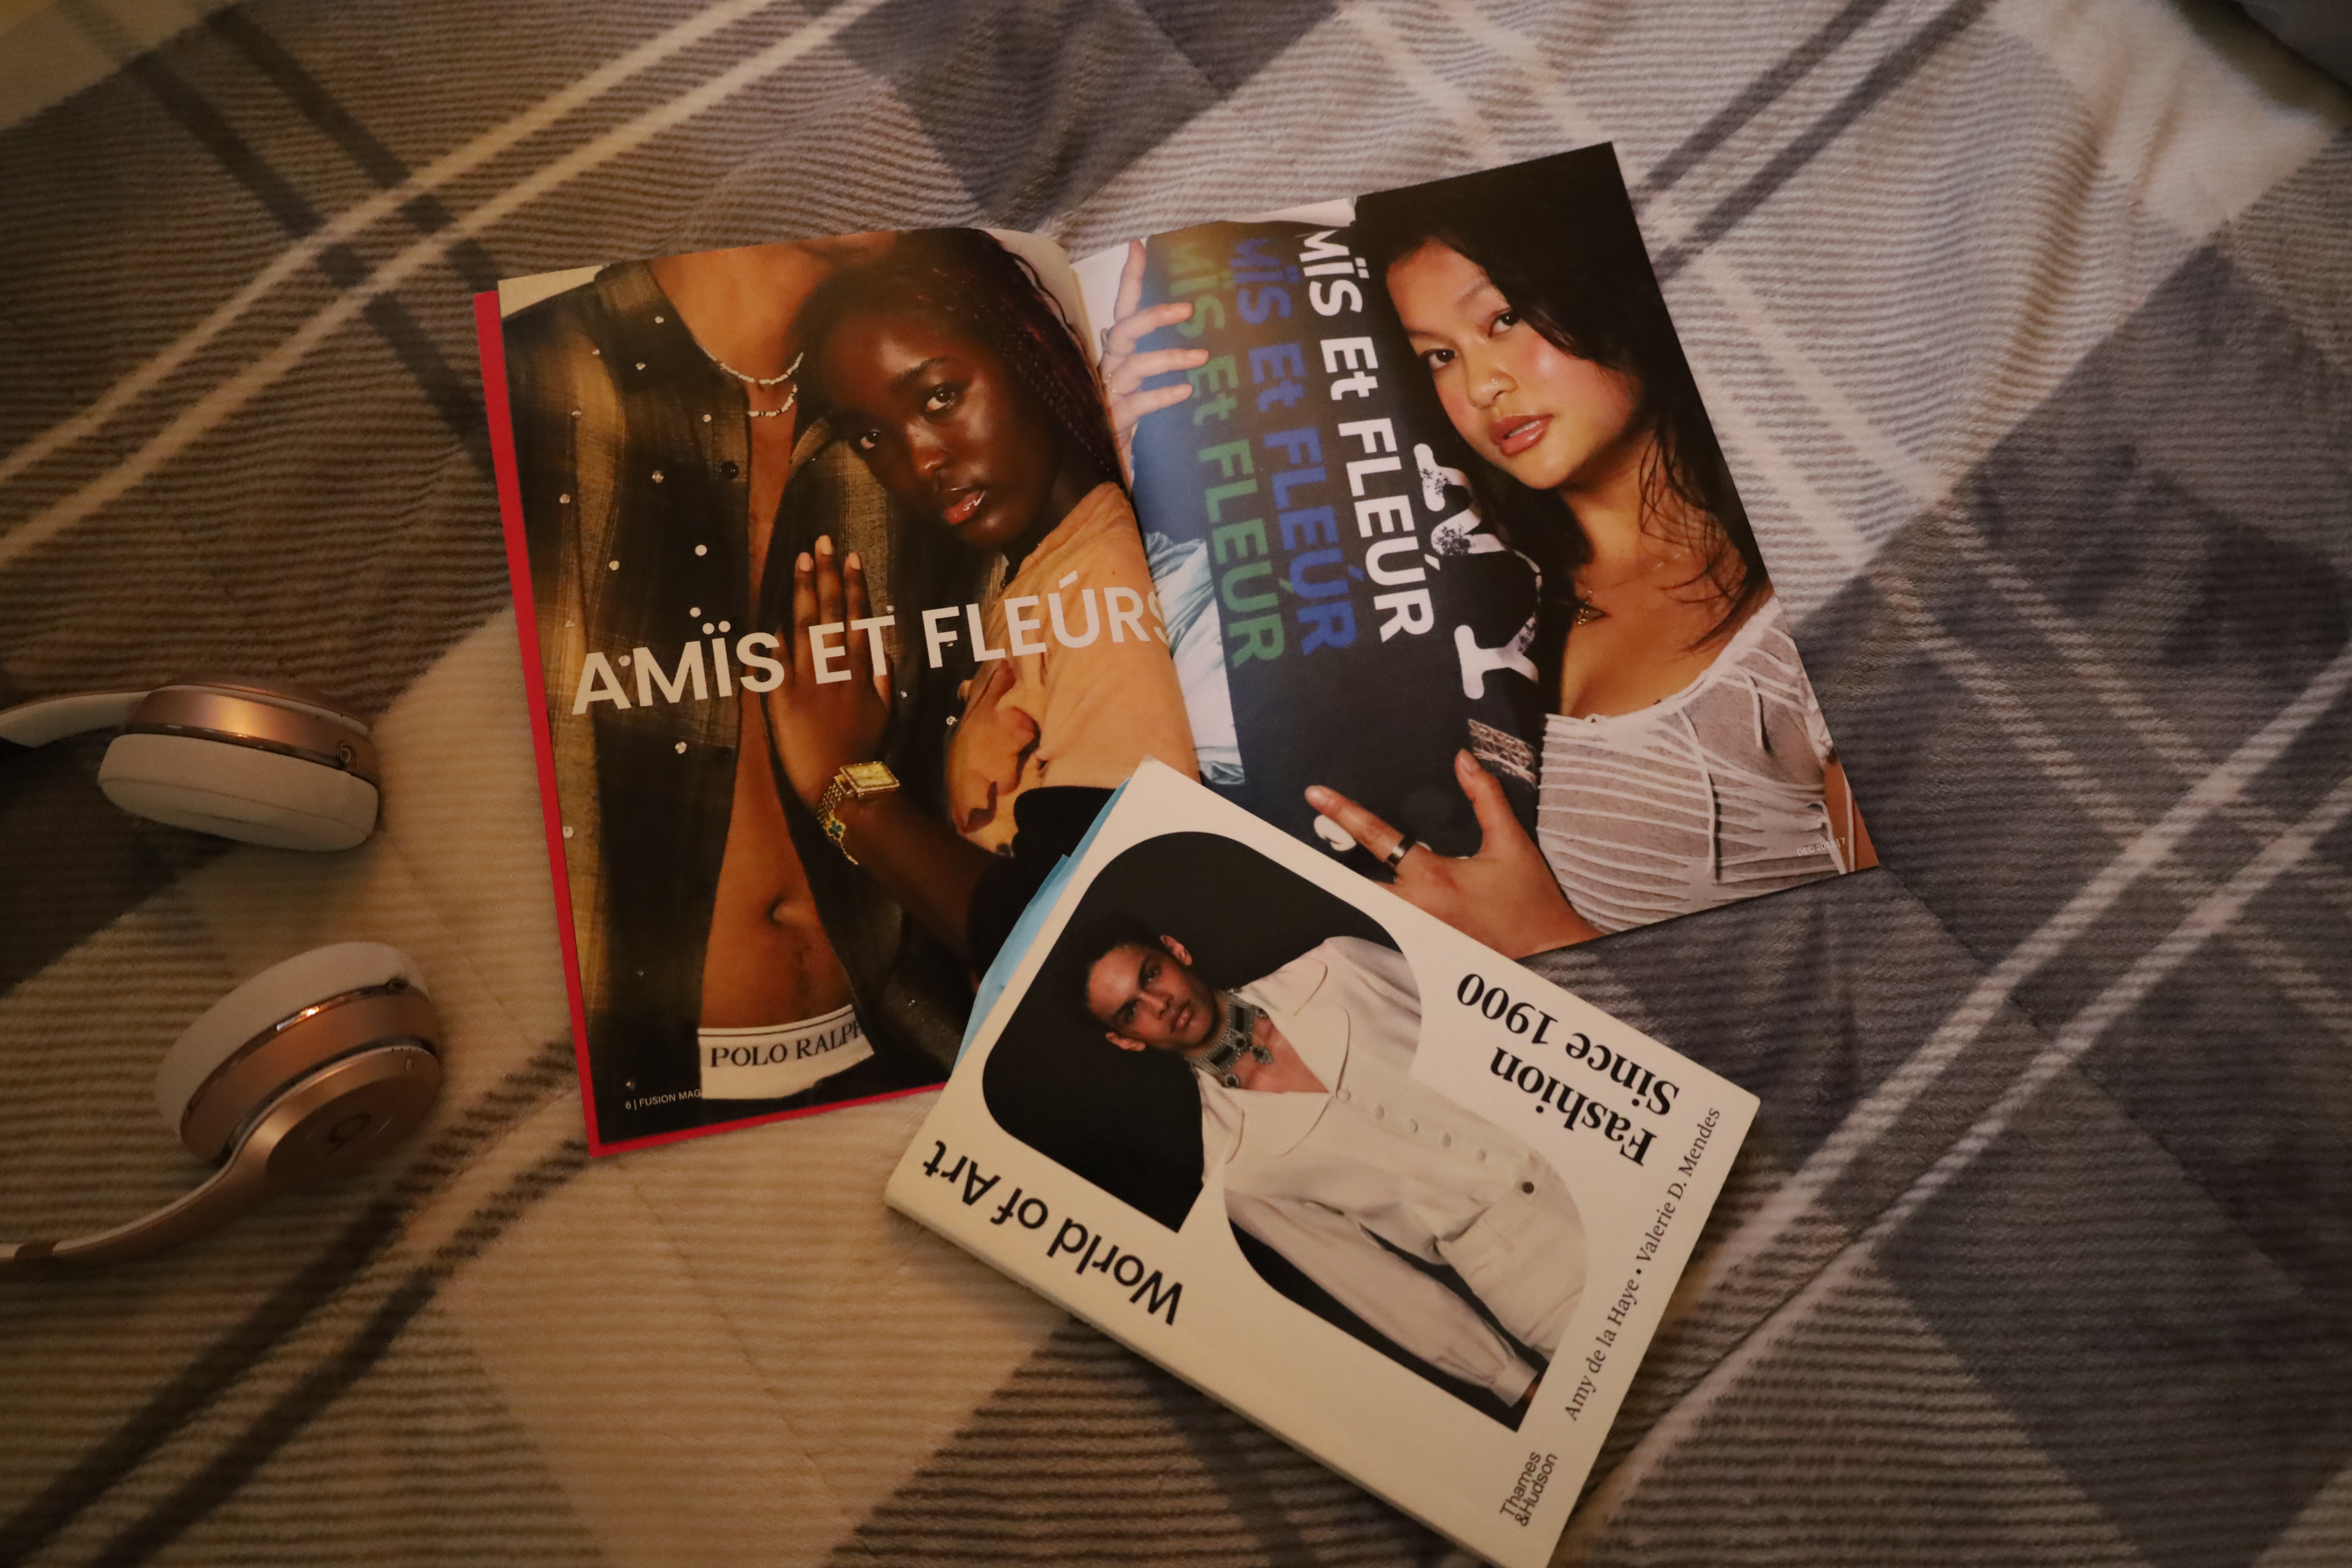 AMÏS ET FLEÚRS
POLO RALPH
6 | FUSION MAG
MÏS Et FLEÚR
MÏS Et FLEÚR
MÏS Et FLEÚR
NY
World of Art
Fashion
Since 1900
Amy de la Haye • Valerie D. Mendes
Thames
&Hudson